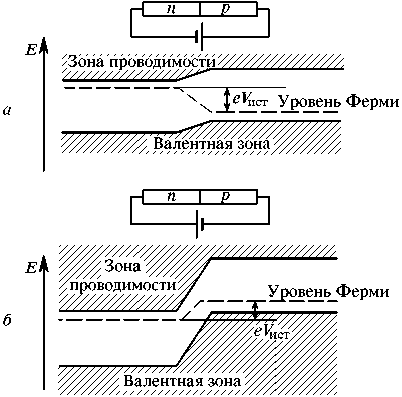 n p
E
Зона проводимости
eVист
Уровень Ферми
а
Валентная зона
n p
E
Зона
проводимости
Уровень Ферми
eVист
б
Валентная зона